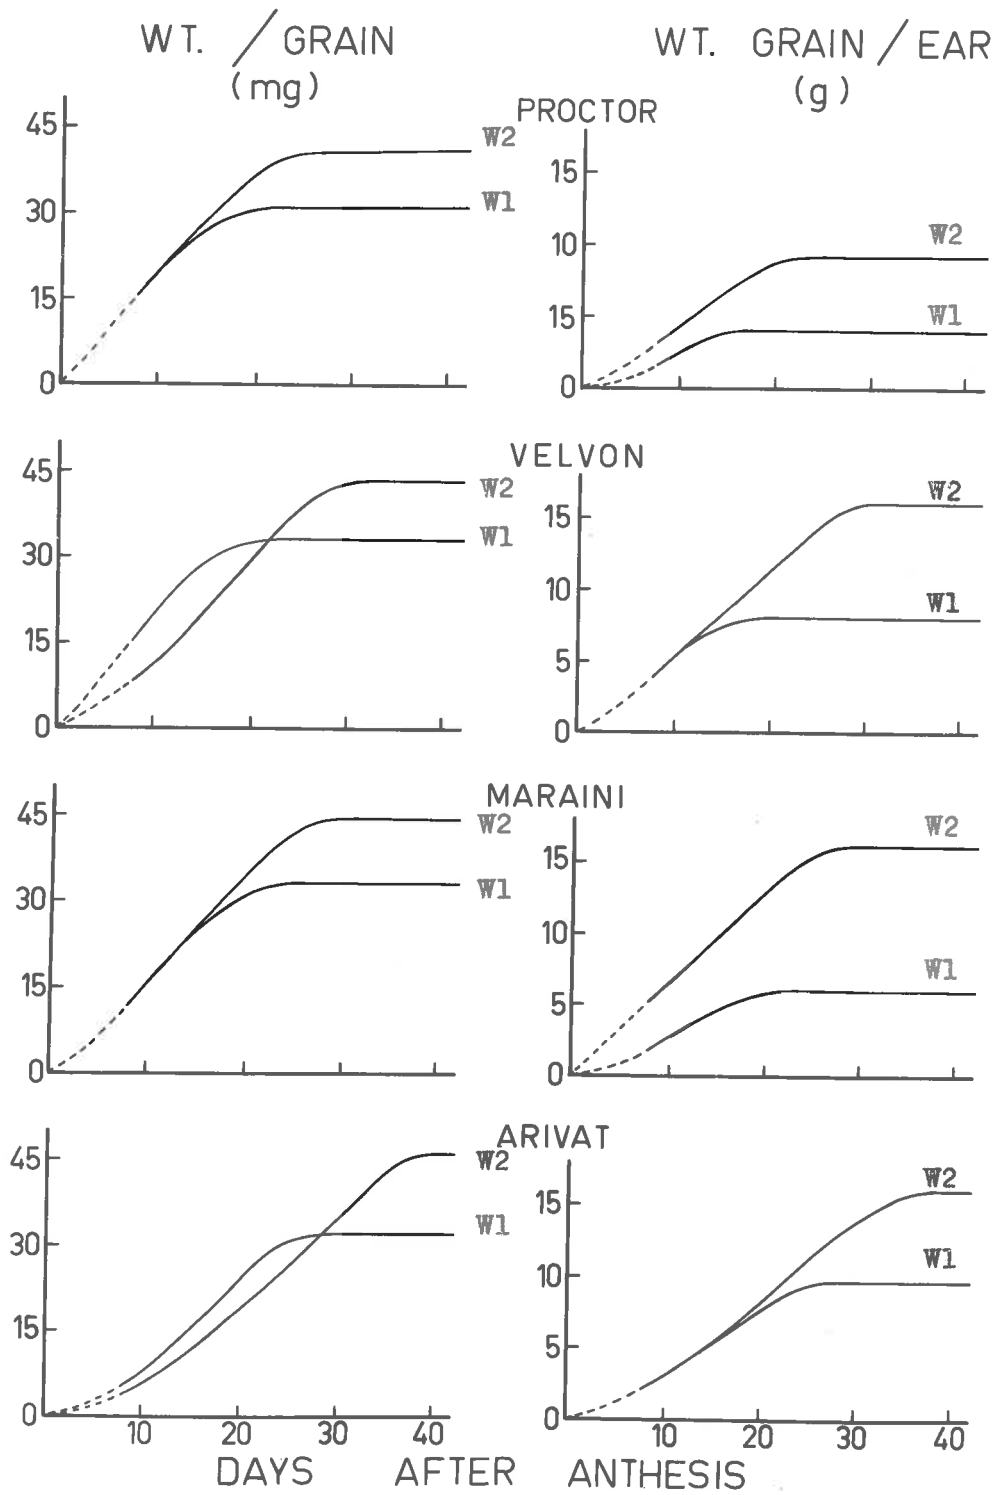 WT. / GRAIN
(mg)
WT. GRAIN / EAR
(g)
PROCTOR
45
30
15
0
W2
W1
15
10
15
0
W2
W1
VELVON
45
30
15
0
W2
W1
15
10
5
0
W2
W1
MARAINI
45
30
15
0
W2
W1
15
10
5
0
W2
W1
ARIVAT
45
30
15
0
W2
W1
10 20 30 40
15
10
5
0
W2
W1
10 20 30 40
DAYS AFTER ANTHESIS